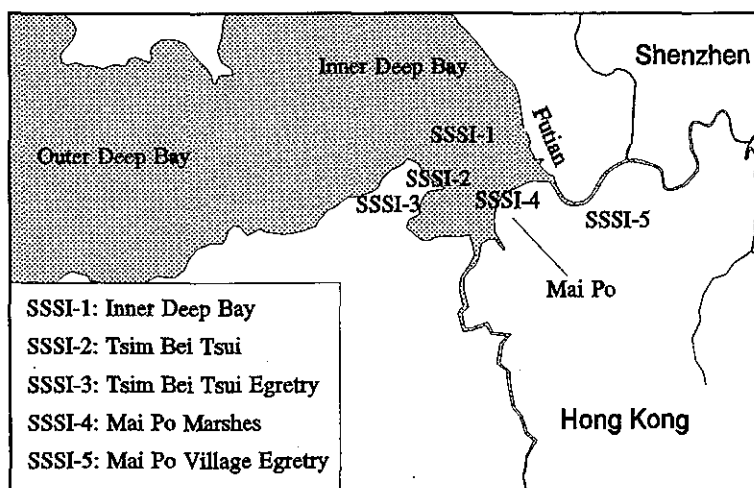 Shenzhen
Inner Deep Bay
Futian
SSSI-1
Outer Deep Bay
SSSI-2
SSSI-3
SSSI-4
SSSI-5
Mai Po
SSSI-1: Inner Deep Bay
SSSI-2: Tsim Bei Tsui
SSSI-3: Tsim Bei Tsui Egretry
SSSI-4: Mai Po Marshes
SSSI-5: Mai Po Village Egretry
Hong Kong